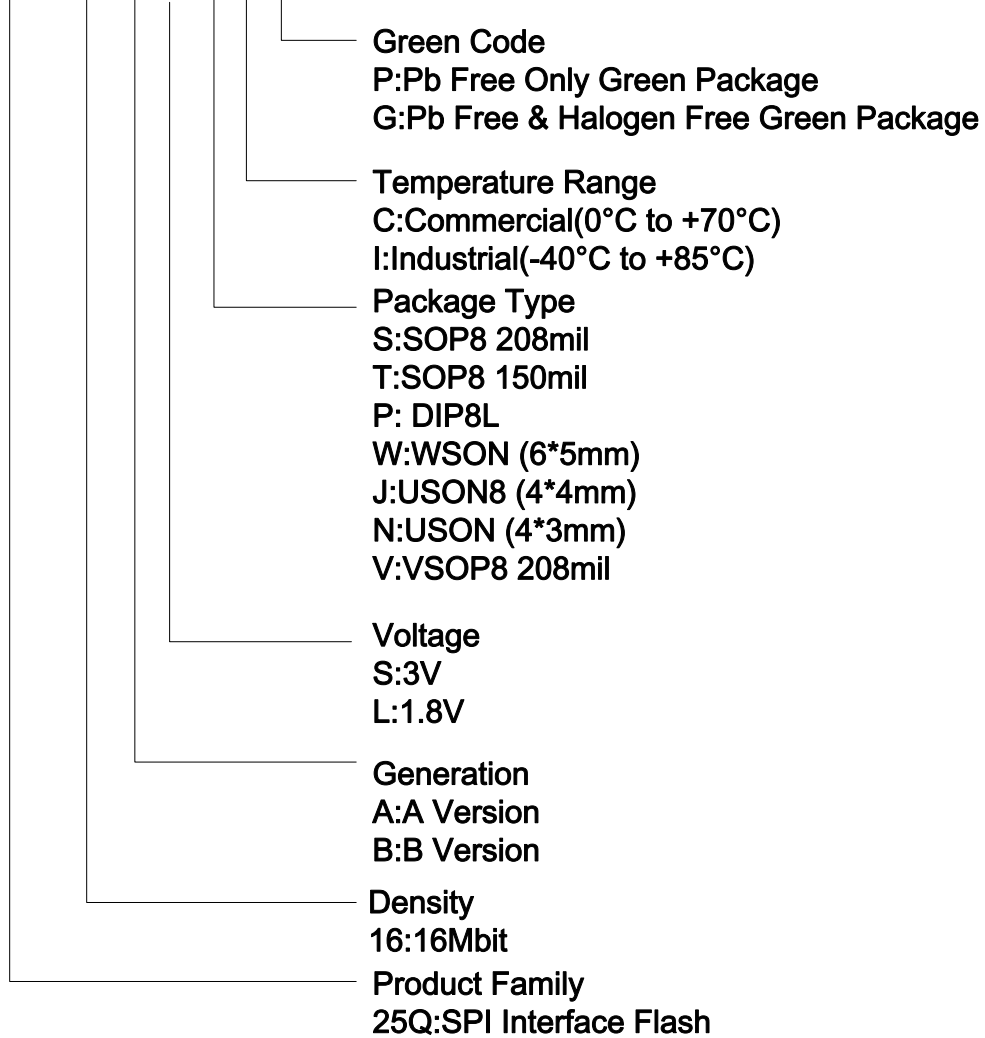 Green Code
P:Pb Free Only Green Package
G:Pb Free & Halogen Free Green Package
Temperature Range
C:Commercial(0°C to +70°C)
I:Industrial(-40°C to +85°C)
Package Type
S:SOP8 208mil
T:SOP8 150mil
P: DIP8L
W:WSON (6*5mm)
J:USON8 (4*4mm)
N:USON (4*3mm)
V:VSOP8 208mil
Voltage
S:3V
L:1.8V
Generation
A:A Version
B:B Version
Density
16:16Mbit
Product Family
25Q:SPI Interface Flash